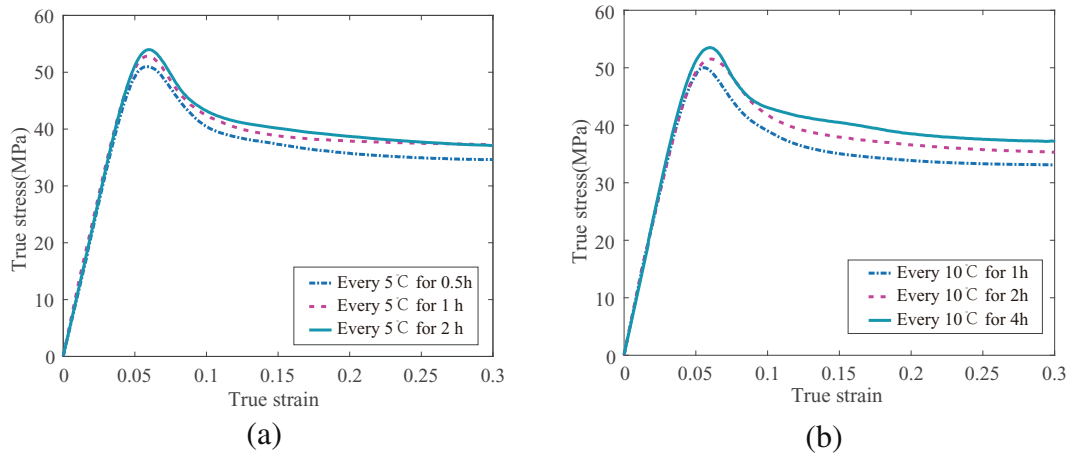 60
50
40
30
20
10
0
True stress(MPa)
0
0.05
0.1
0.15
0.2
0.25
0.3
True strain
Every 5℃ for 0.5h
Every 5℃ for 1 h
Every 5℃ for 2 h
(a)
60
50
40
30
20
10
0
True stress(MPa)
0
0.05
0.1
0.15
0.2
0.25
0.3
True strain
Every 10℃ for 1h
Every 10℃ for 2h
Every 10℃ for 4h
(b)